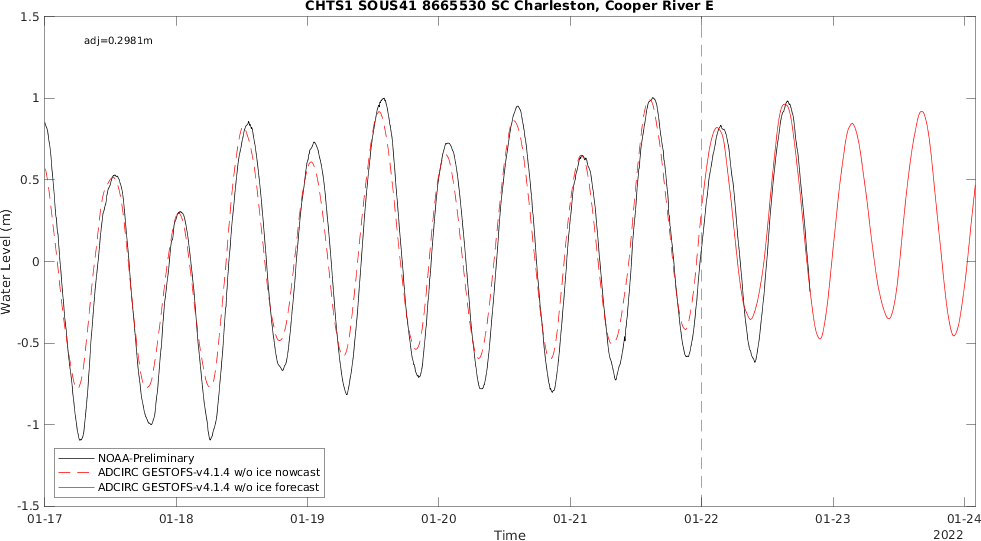 CHTS1 SOUS41 8665530 SC Charleston, Cooper River E
adj=0.2981m
1.5
1
0.5
0
-0.5
-1
-1.5
Water Level (m)
NOAA-Preliminary
ADCIRC GESTOFS-v4.1.4 w/o ice nowcast
ADCIRC GESTOFS-v4.1.4 w/o ice forecast
01-17 01-18 01-19 01-20 01-21 01-22 01-23 01-24
Time
2022